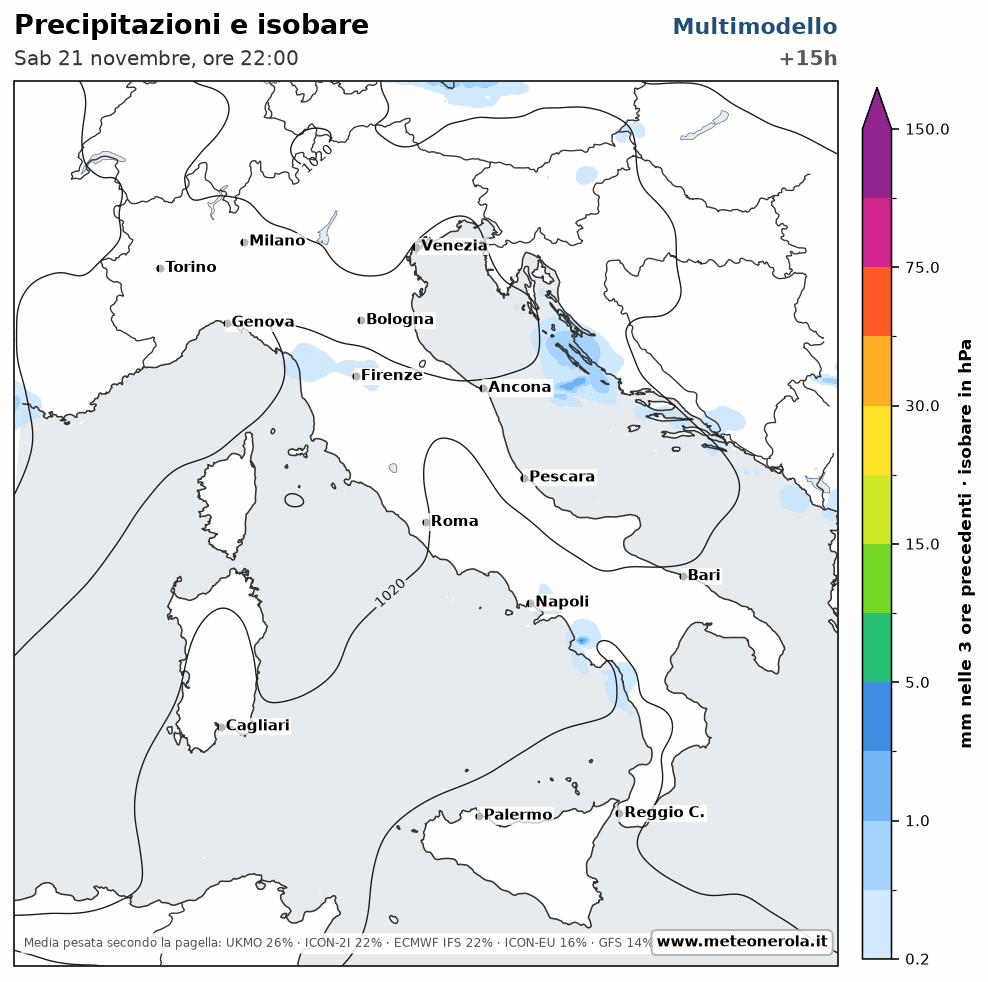 Precipitazioni e isobare
Multimodello
Sab 21 novembre, ore 22:00
+15h
1020
150.0
Milano
Venezia
Torino
75.0
Bologna
Genova
Firenze
Ancona
30.0
Pescara
Roma
15.0
Bari
1020
Napoli
5.0
Cagliari
Palermo
Reggio C.
1.0
mm nelle 3 ore precedenti · isobare in hPa
Media pesata secondo la pagella: UKMO 26% · ICON-2I 22% · ECMWF IFS 22% · ICON-EU 16% · GFS 14%
www.meteonerola.it
0.2